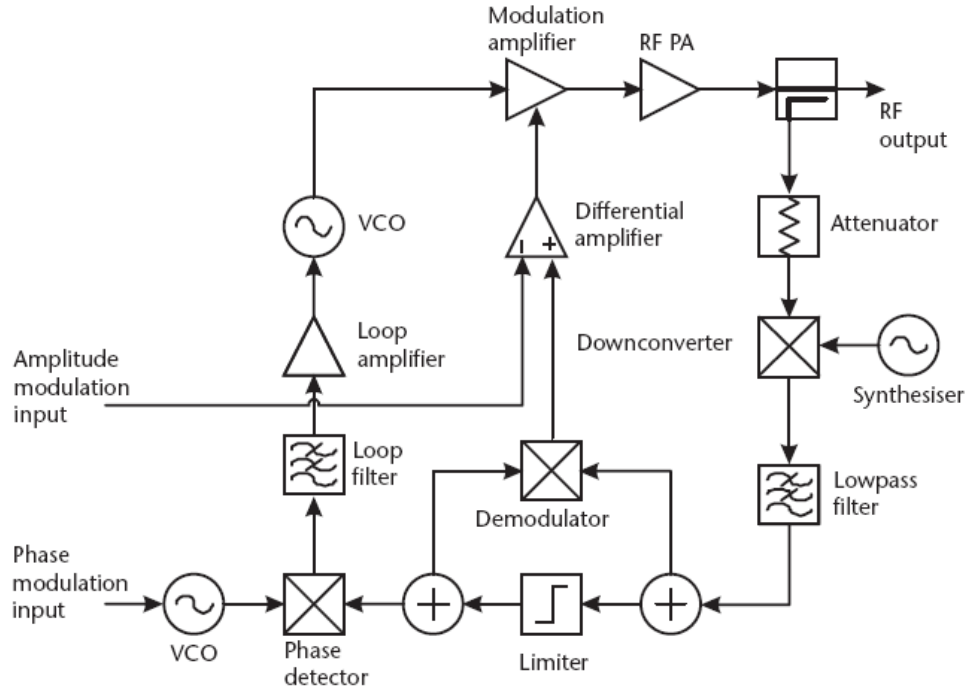 Modulation
amplifier
RF PA
RF
output
VCO
Differential
amplifier
Attenuator
Loop
amplifier
Downconverter
Amplitude
modulation
input
Synthesiser
Loop
filter
Lowpass
filter
Demodulator
Phase
modulation
input
VCO
Phase
detector
Limiter